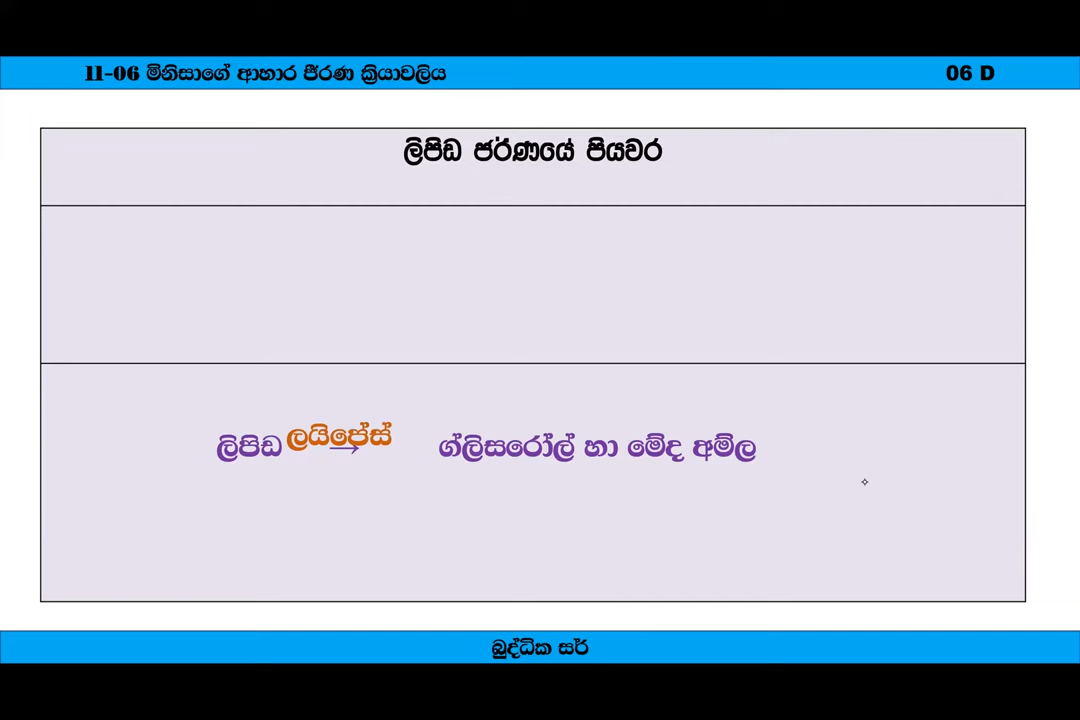 11-06 මිනිසාගේ ආහාර ජීරණ ක්‍රියාවලිය
06 D
ලිපිඩ ජර්ණයේ පියවර
ලිපිඩ ලයිපේස් → ග්ලිසරෝල් හා මේද අම්ල
බුද්ධික සර්